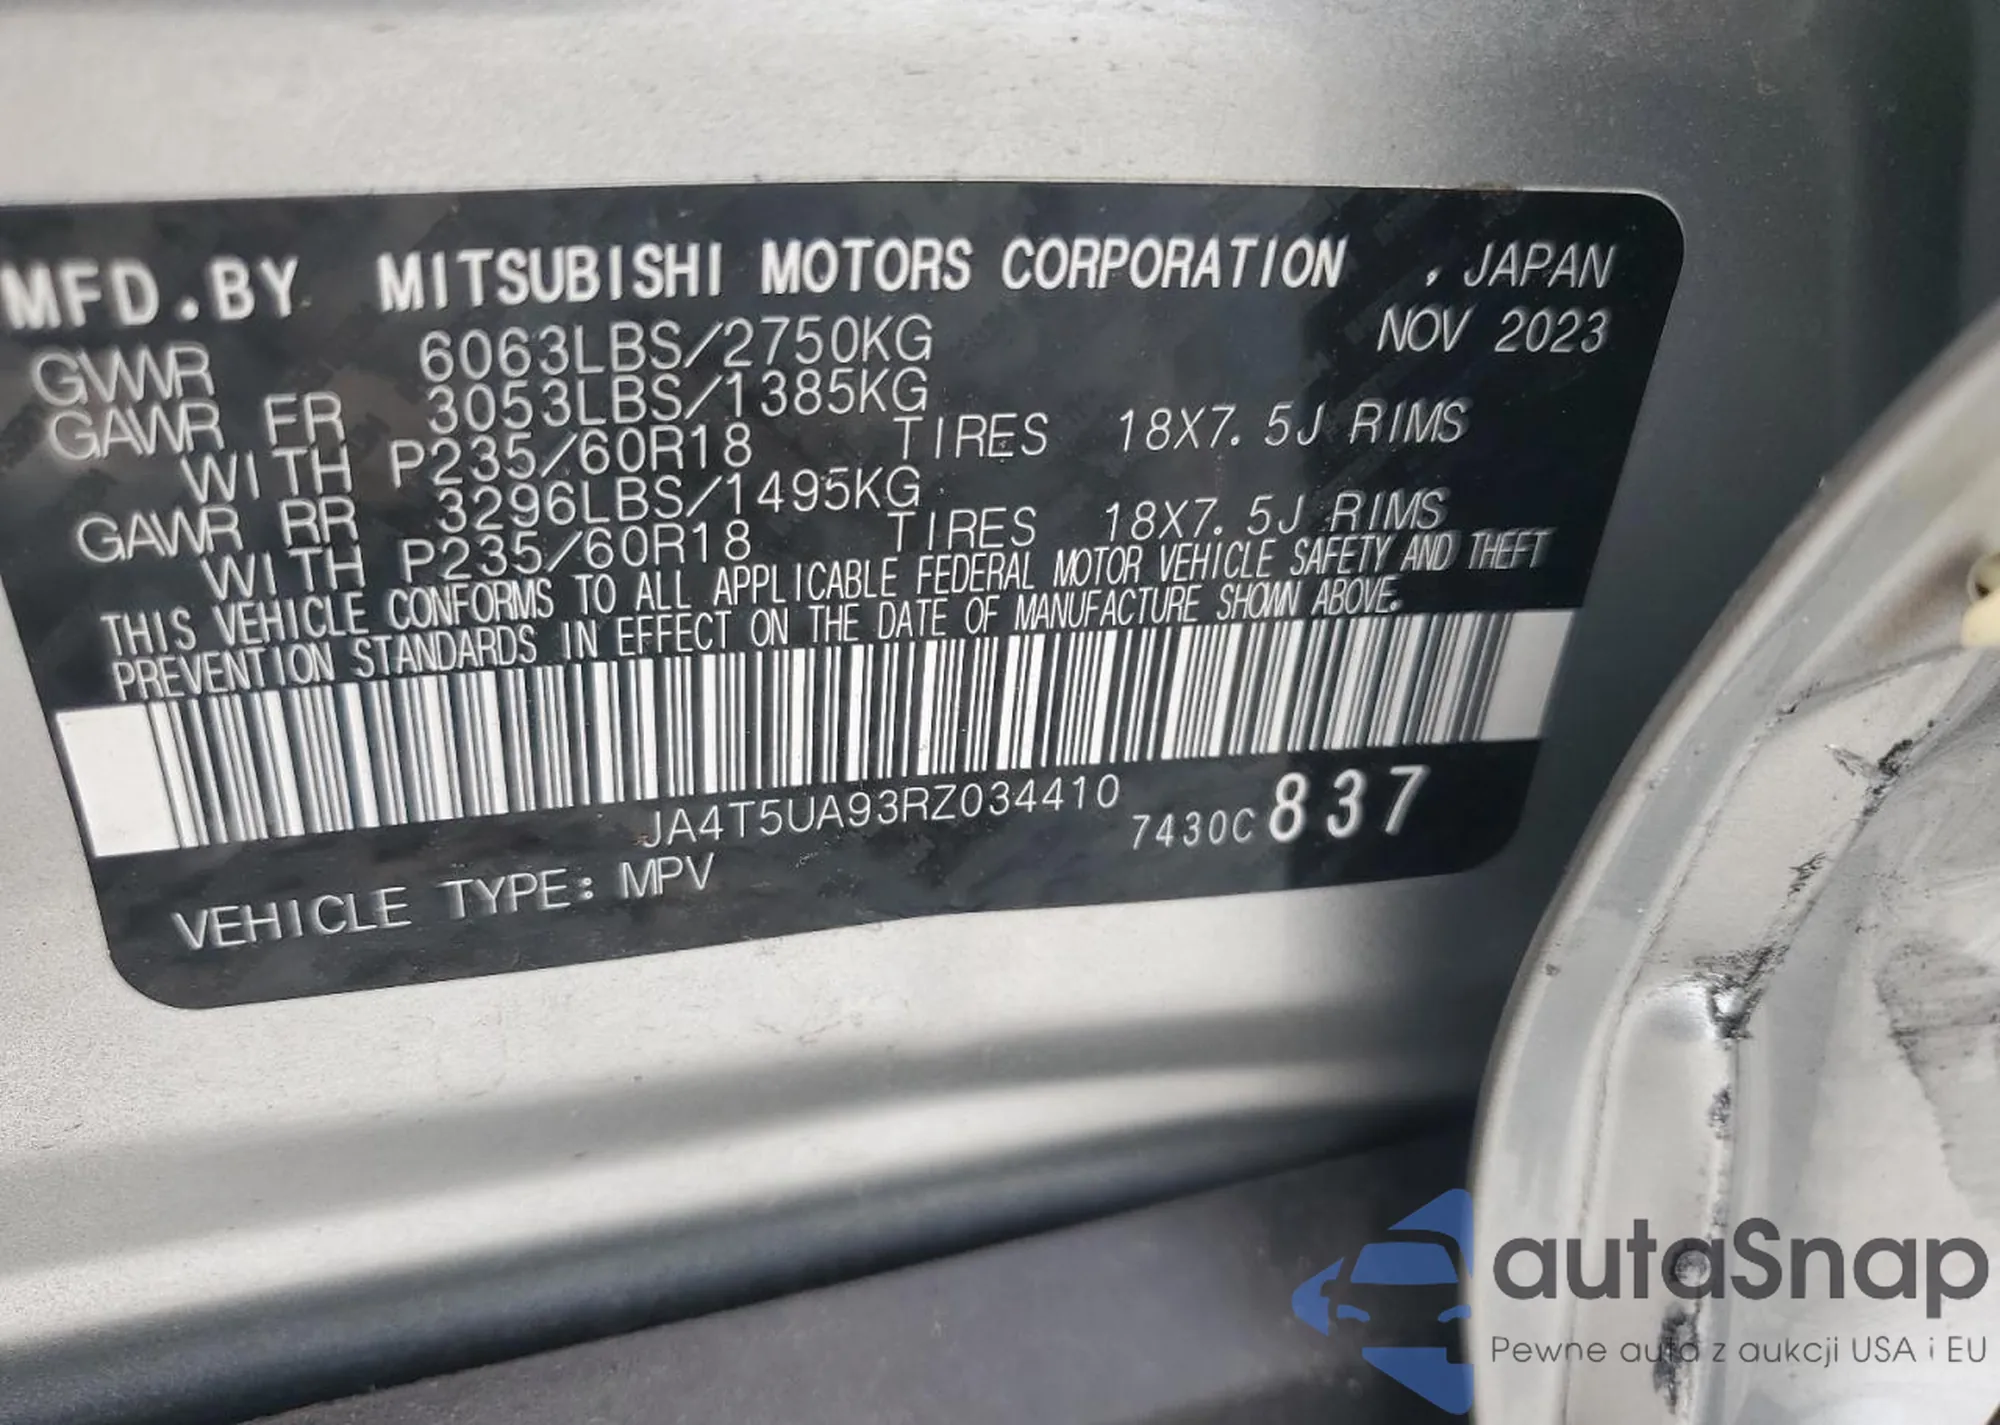 MFD.BY MITSUBISHI MOTORS CORPORATION , JAPAN
GVWR 6063LBS/2750KG NOV 2023
GAWR FR 3053LBS/1385KG
WITH P235/60R18 TIRES 18X7.5J RIMS
GAWR RR 3296LBS/1495KG
WITH P235/60R18 TIRES 18X7.5J RIMS
THIS VEHICLE CONFORMS TO ALL APPLICABLE FEDERAL MOTOR VEHICLE SAFETY AND THEFT
PREVENTION STANDARDS IN EFFECT ON THE DATE OF MANUFACTURE SHOWN ABOVE.
JA4T5UA93RZ034410 7430C 837
VEHICLE TYPE: MPV
autaSnap
Pewne auta z aukcji USA i EU